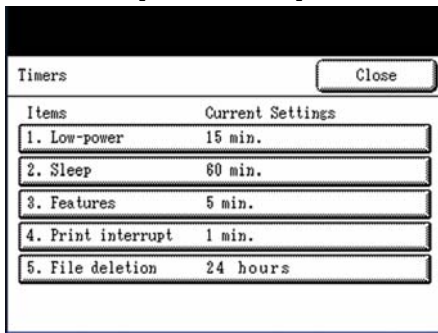 Timers Close
Items Current Settings
1. Low-power 15 min.
2. Sleep 60 min.
3. Features 5 min.
4. Print interrupt 1 min.
5. File deletion 24 hours